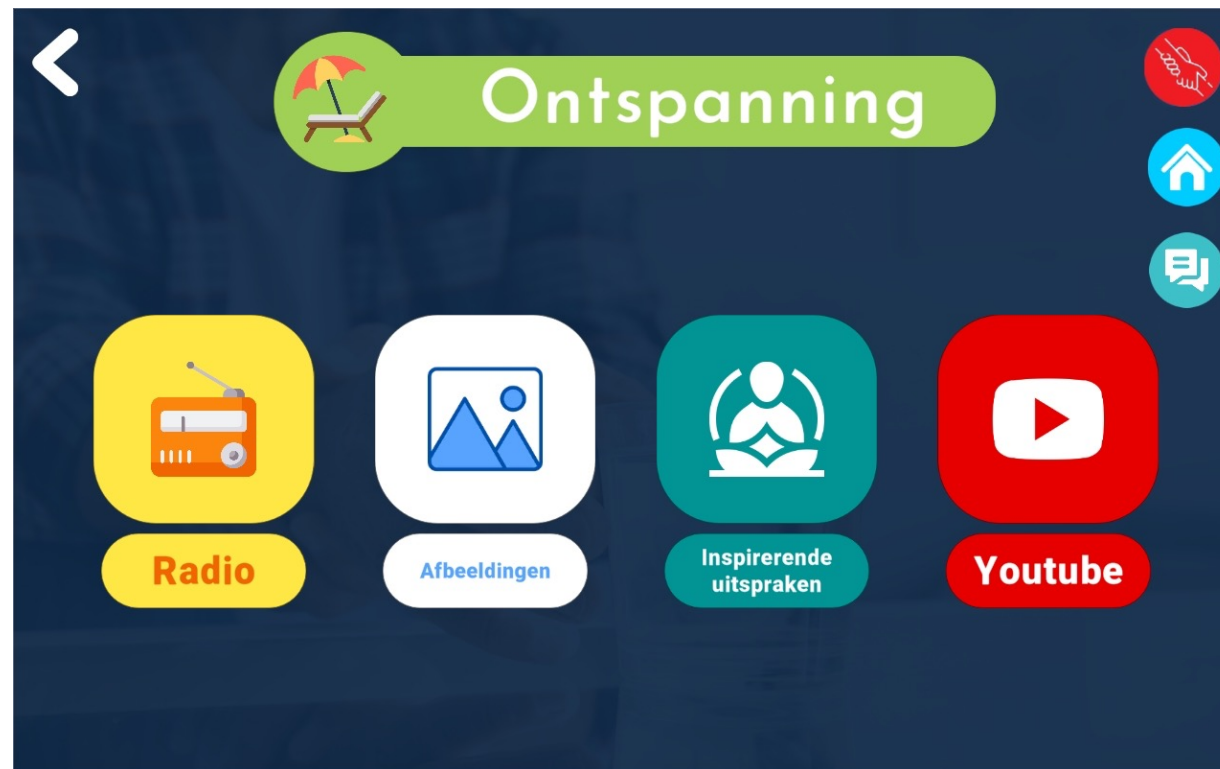 Ontspanning
Radio
Afbeeldingen
Inspirerende
uitspraken
Youtube